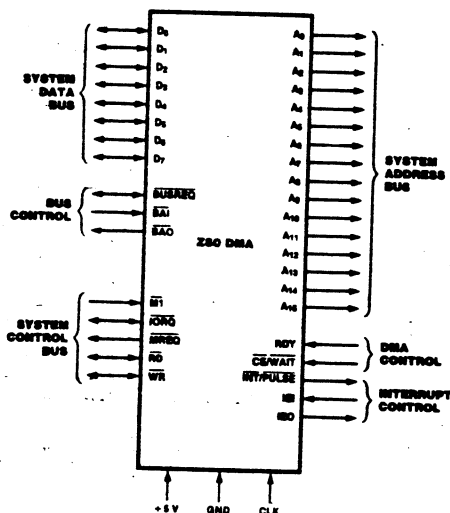 D0
D1
D2
D3
D4
D5
D6
D7
SYSTEM
DATA
BUS
BUSREQ
BAI
BAO
BUS
CONTROL
M1
IORQ
MREQ
RD
WR
SYSTEM
CONTROL
BUS
Z80 DMA
A0
A1
A2
A3
A4
A5
A6
A7
A8
A9
A10
A11
A12
A13
A14
A15
SYSTEM
ADDRESS
BUS
RDY
CE/WAIT
DMA
CONTROL
INT/PULSE
IEI
IEO
INTERRUPT
CONTROL
+5 V
GND
CLK